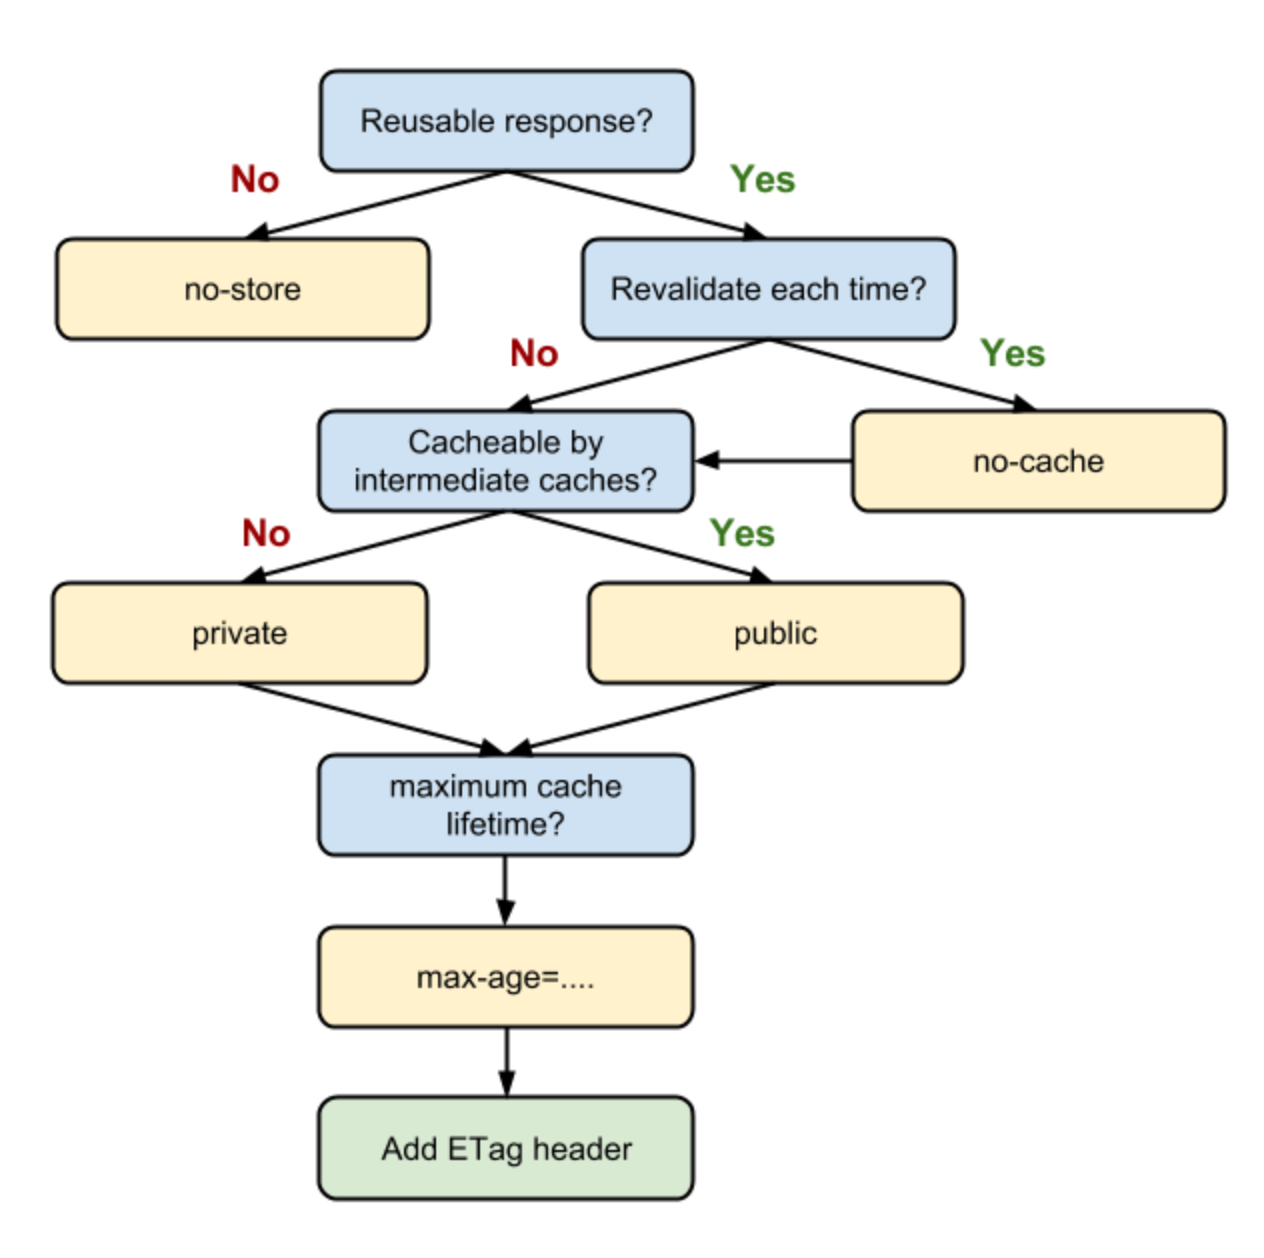 Reusable response?
No
Yes
no-store
Revalidate each time?
No
Yes
Cacheable by
intermediate caches?
no-cache
No
Yes
private
public
maximum cache
lifetime?
max-age=....
Add ETag header